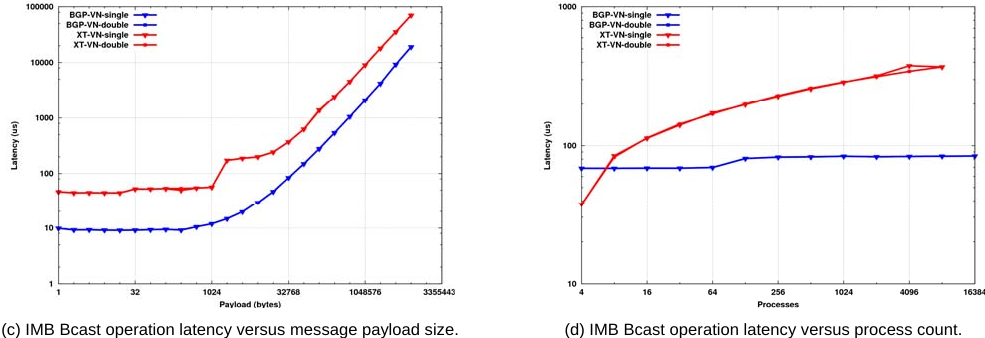 100000
10000
1000
100
10
1
Latency (us)
BGP-VN-single
BGP-VN-double
XT-VN-single
XT-VN-double
1 32 1024 32768 1048576 3355443
Payload (bytes)
(c) IMB Bcast operation latency versus message payload size.
1000
100
10
Latency (us)
BGP-VN-single
BGP-VN-double
XT-VN-single
XT-VN-double
4 16 64 256 1024 4096 16384
Processes
(d) IMB Bcast operation latency versus process count.